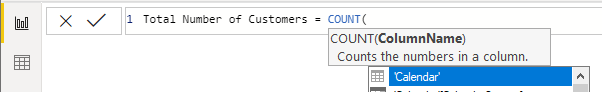 1 Total Number of Customers = COUNT(
COUNT(ColumnName)
Counts the numbers in a column.
'Calendar'